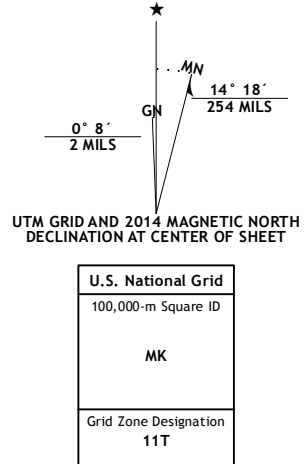 ★
MN
GN
14° 18´
254 MILS
0° 8´
2 MILS
UTM GRID AND 2014 MAGNETIC NORTH
DECLINATION AT CENTER OF SHEET
U.S. National Grid
100,000-m Square ID
MK
Grid Zone Designation
11T